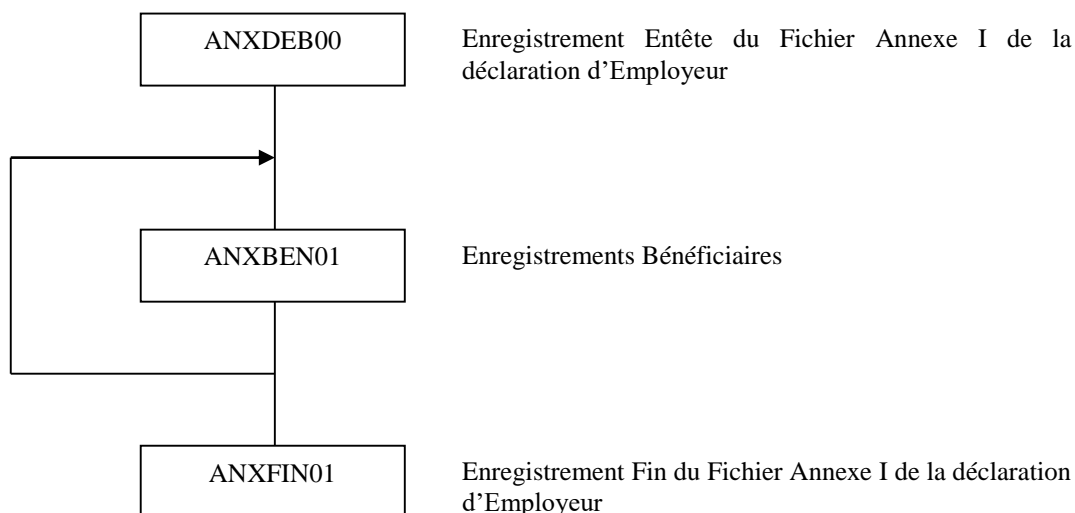 ANXDEB00
Enregistrement Entête du Fichier Annexe I de la
déclaration d’Employeur
ANXBEN01
Enregistrements Bénéficiaires
ANXFIN01
Enregistrement Fin du Fichier Annexe I de la déclaration
d’Employeur